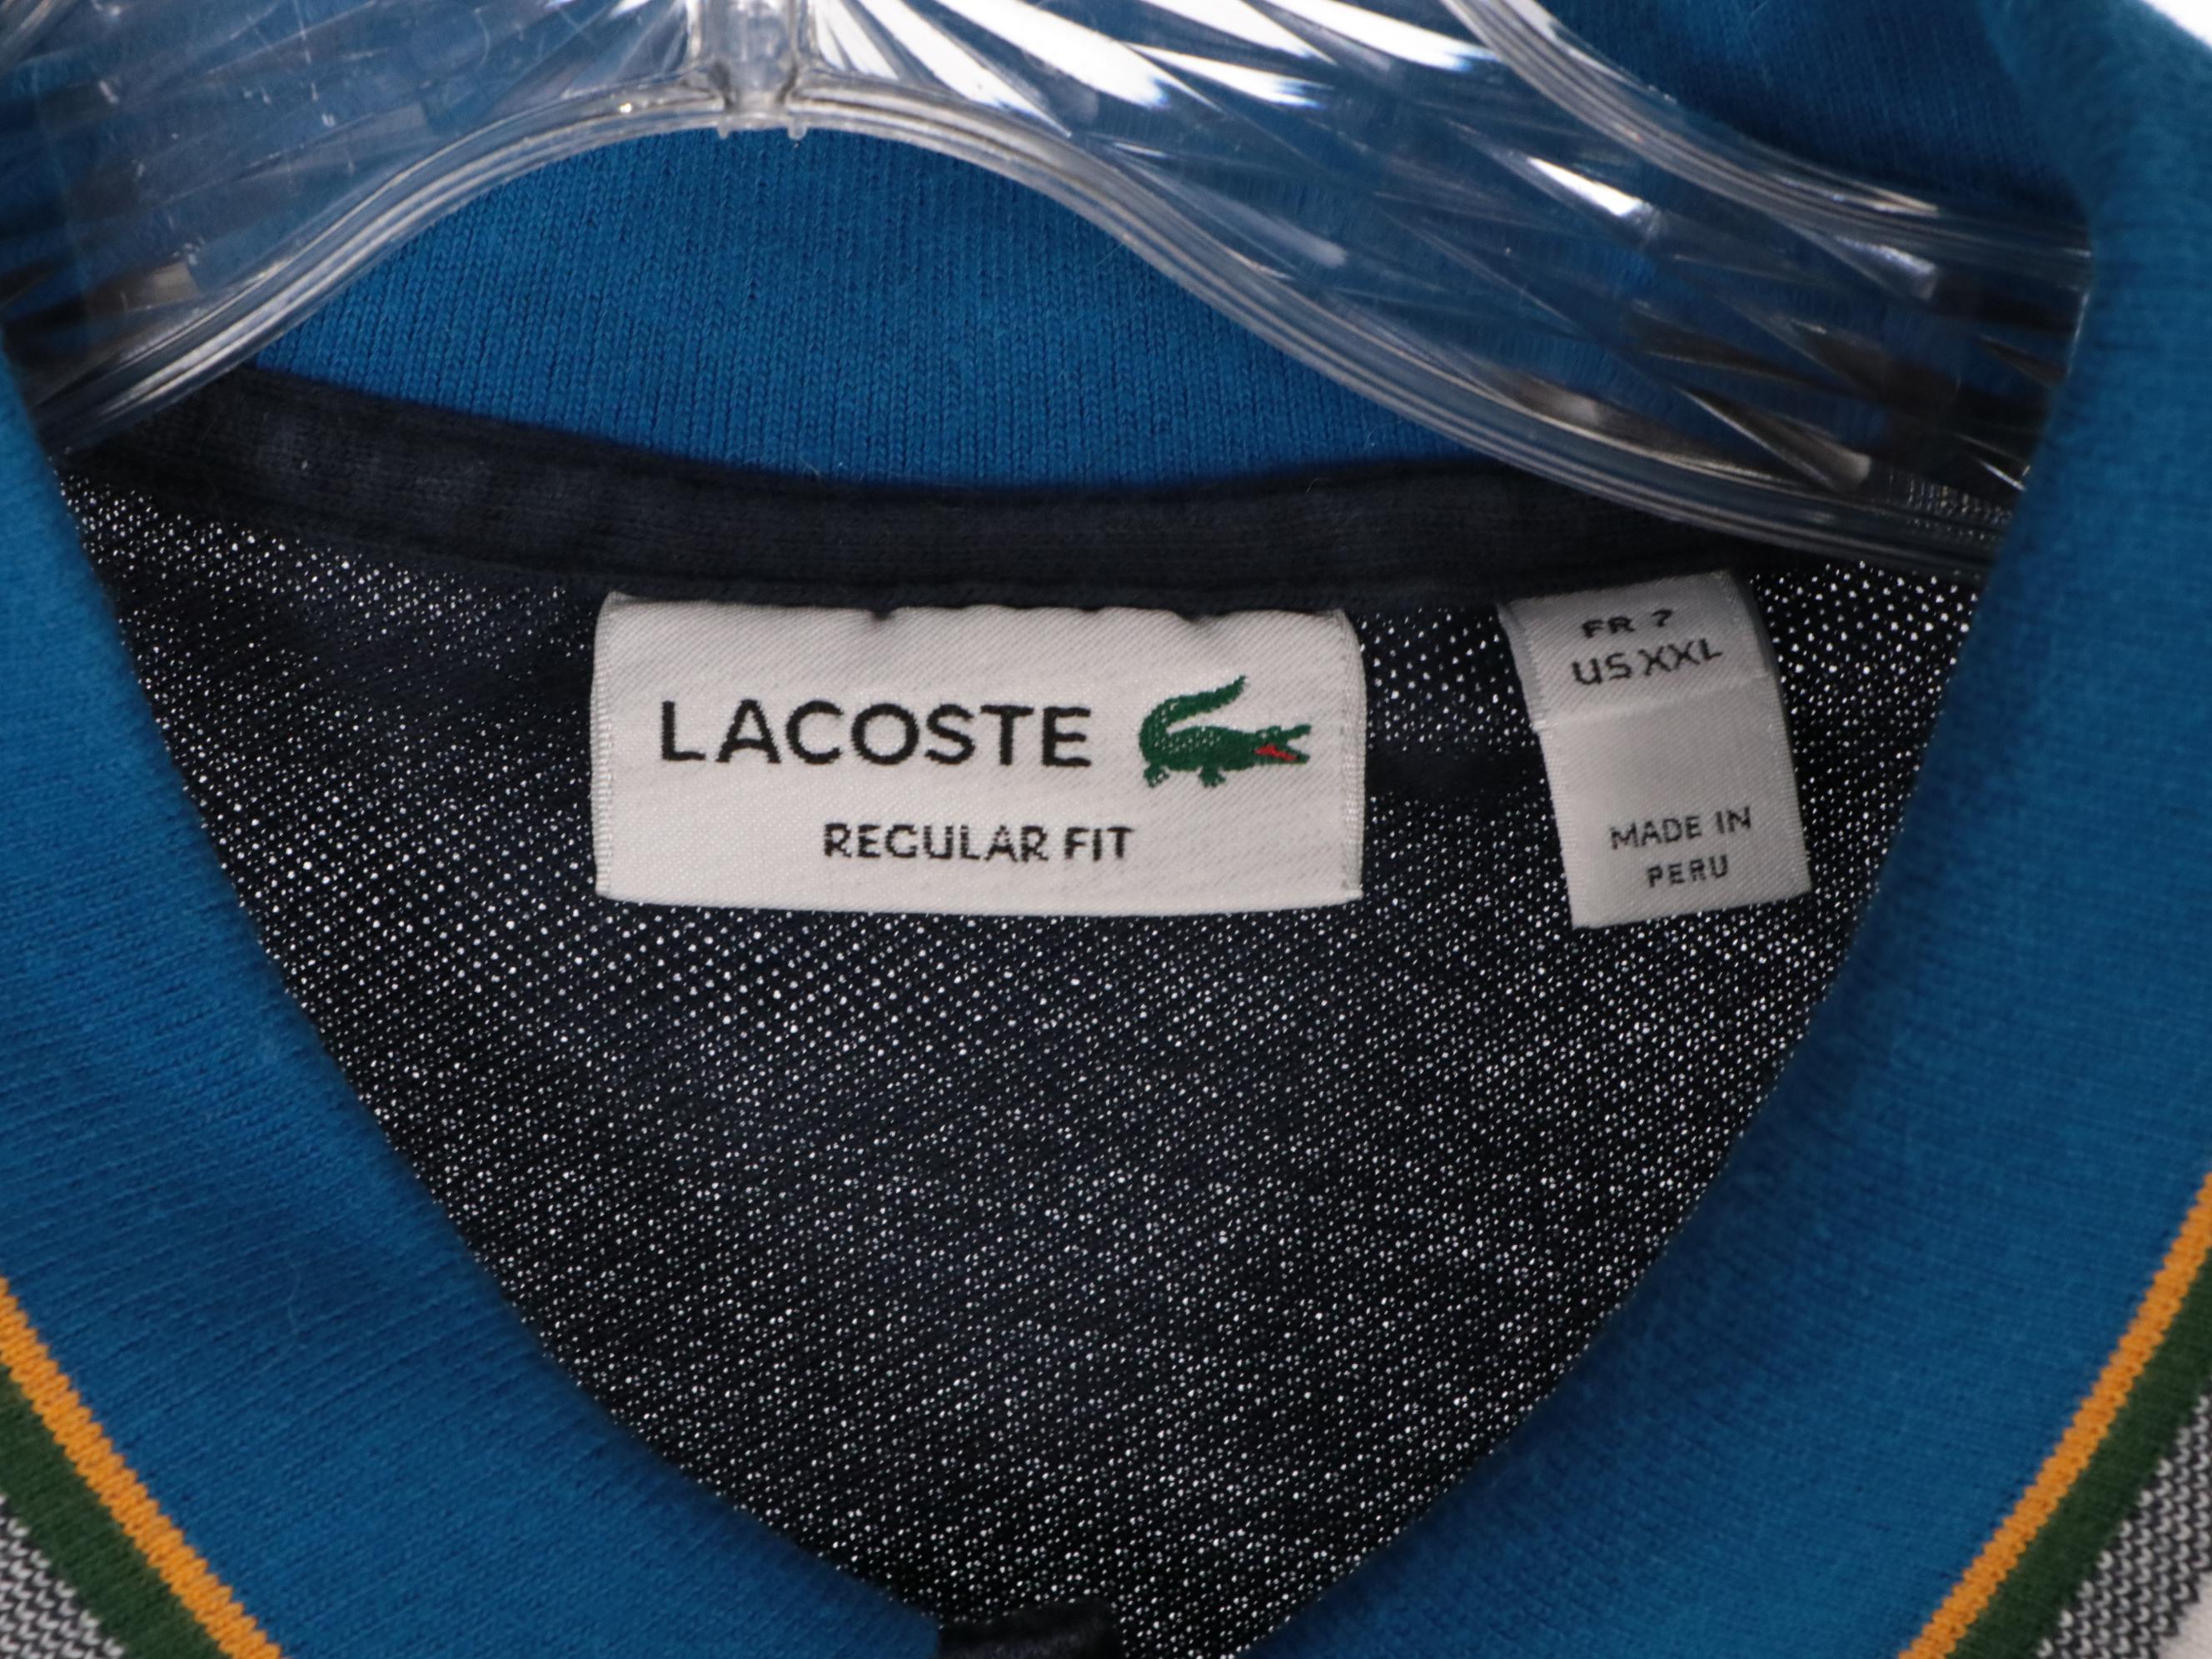 LACOSTE
REGULAR FIT
FR 7
US XXL
MADE IN
PERU